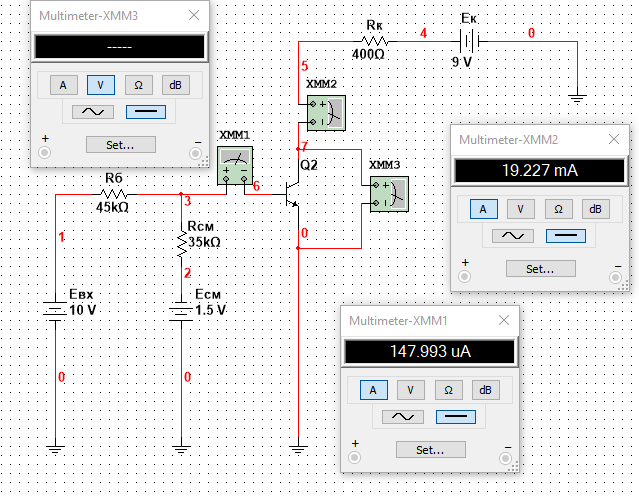 Multimeter-XMM3
-----
A V Ω dB
+ −
Set...
Rк
400Ω
5
4
Eк
9 V
0
XMM2
+
-
7
XMM1
+ -
Q2
XMM3
+
-
6
Rб
45kΩ
3
Rсм
35kΩ
1
2
Eвх
10 V
Eсм
1.5 V
0
0
0
Multimeter-XMM2
19.227 mA
A V Ω dB
+ −
Set...
Multimeter-XMM1
147.993 uA
A V Ω dB
+ −
Set...